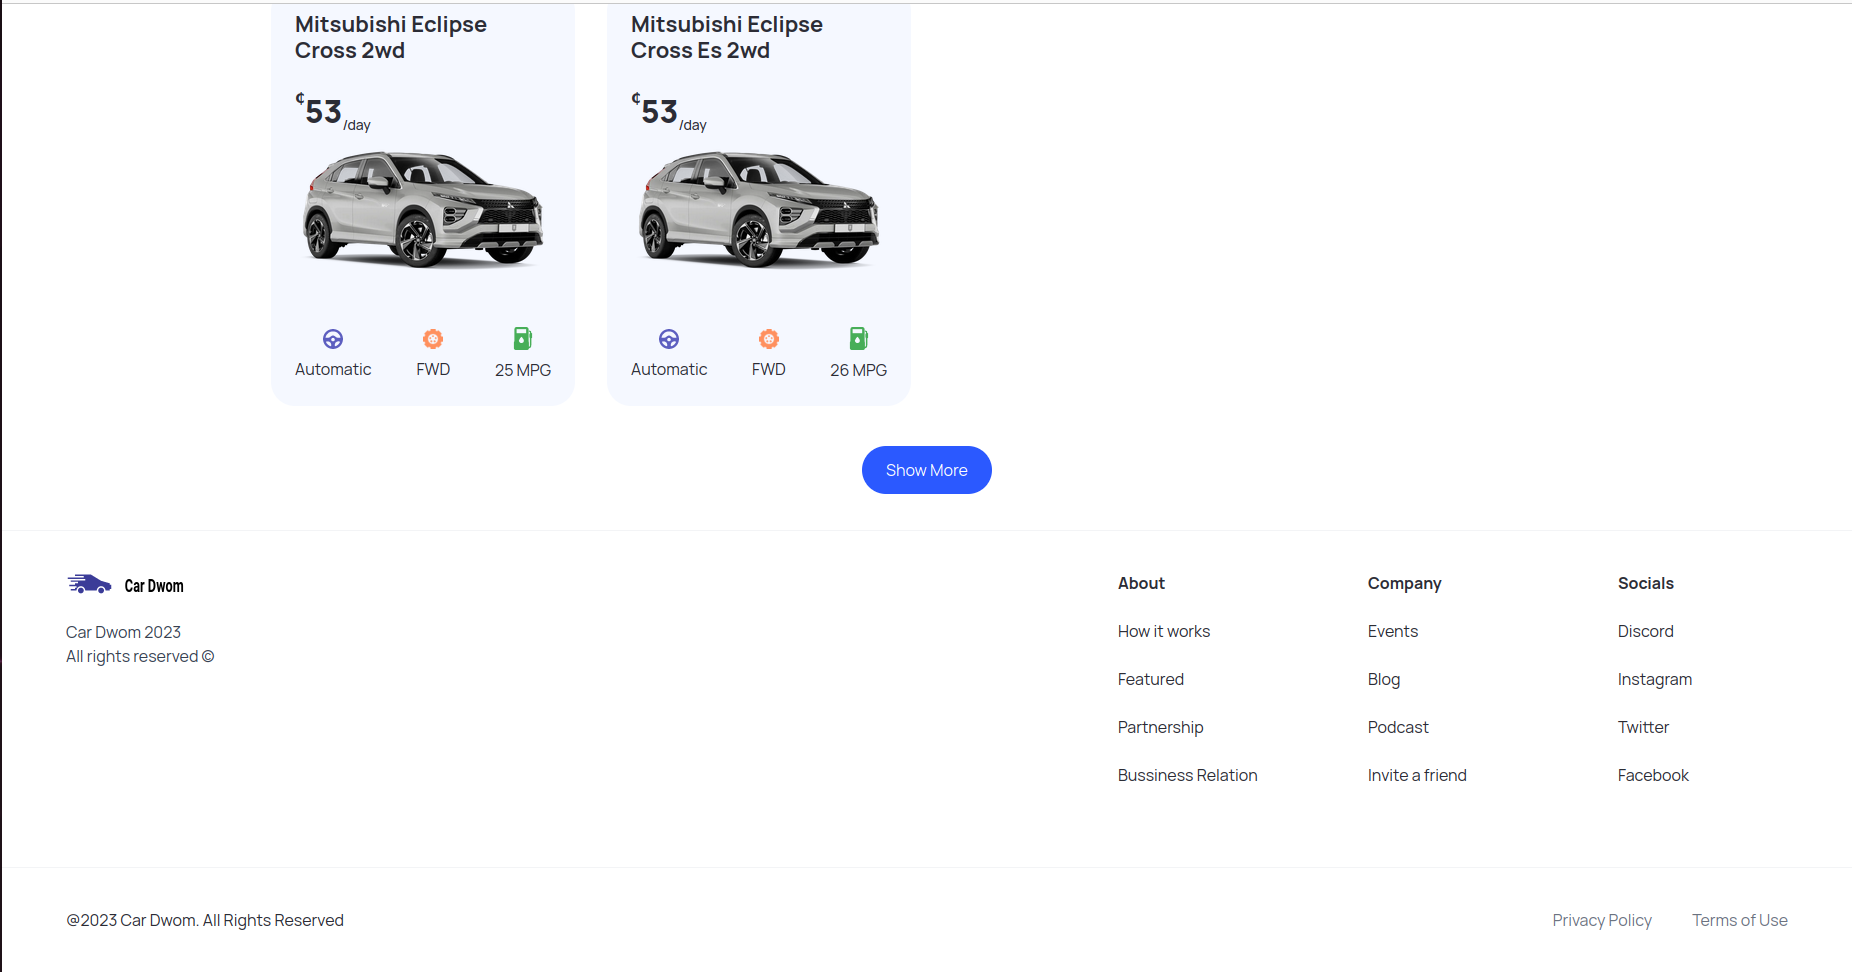 Mitsubishi Eclipse
Cross 2wd
₵53/day
Automatic
FWD
25 MPG
Mitsubishi Eclipse
Cross Es 2wd
₵53/day
Automatic
FWD
26 MPG
Show More
Car Dwom
Car Dwom 2023
All rights reserved ©
About
How it works
Featured
Partnership
Bussiness Relation
Company
Events
Blog
Podcast
Invite a friend
Socials
Discord
Instagram
Twitter
Facebook
@2023 Car Dwom. All Rights Reserved
Privacy Policy
Terms of Use